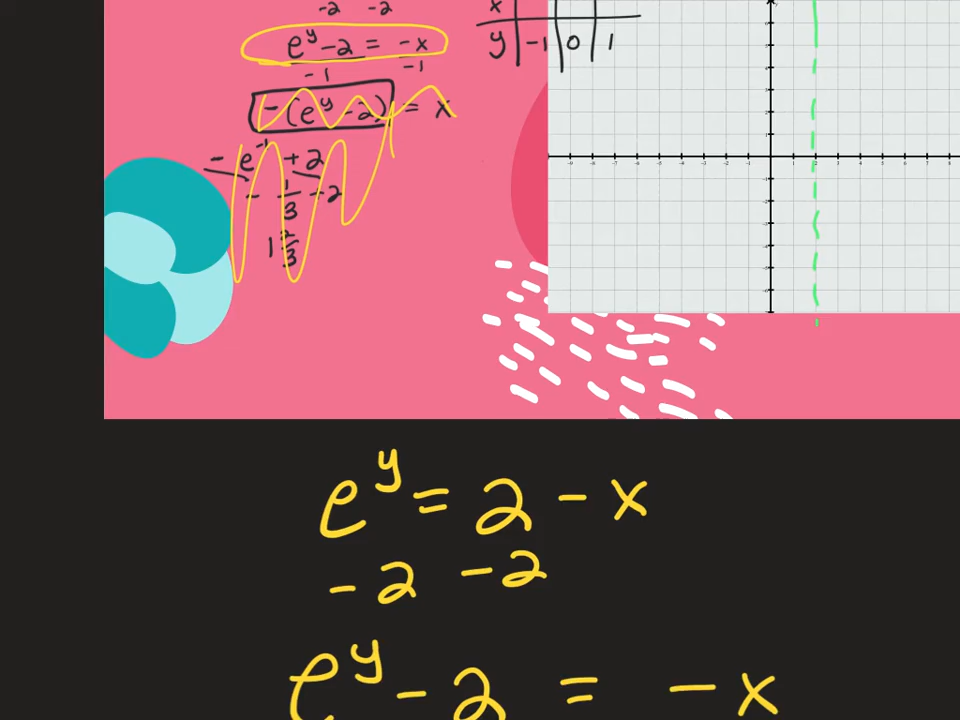 -2 -2
e^y - 2 = -x
-1 -1
-(e^y - 2) = x
- e^-1 + 2
- 1/3 + 2
1 2/3
x
y -1 0 1
e^y = 2 - x
-2 -2
e^y - 2 = -x